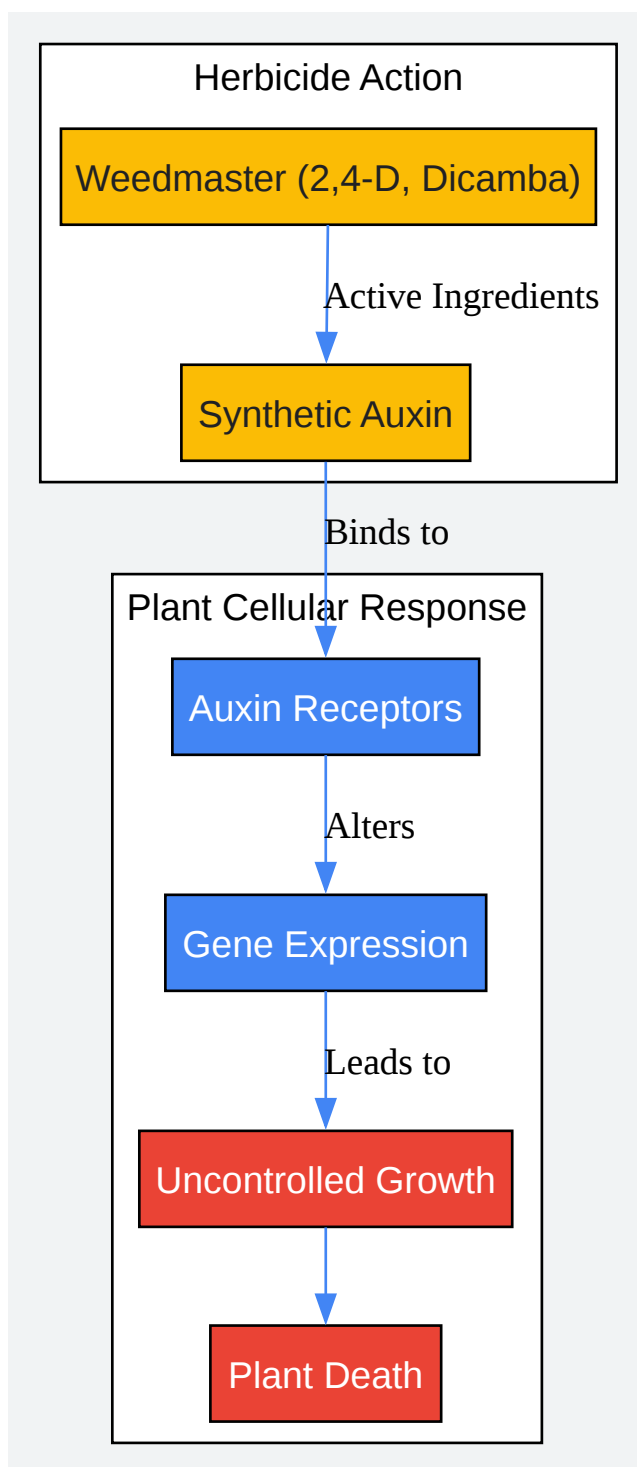 Herbicide Action
Weedmaster (2,4-D, Dicamba)
Active Ingredients
Synthetic Auxin
Binds to
Plant Cellular Response
Auxin Receptors
Alters
Gene Expression
Leads to
Uncontrolled Growth
Plant Death